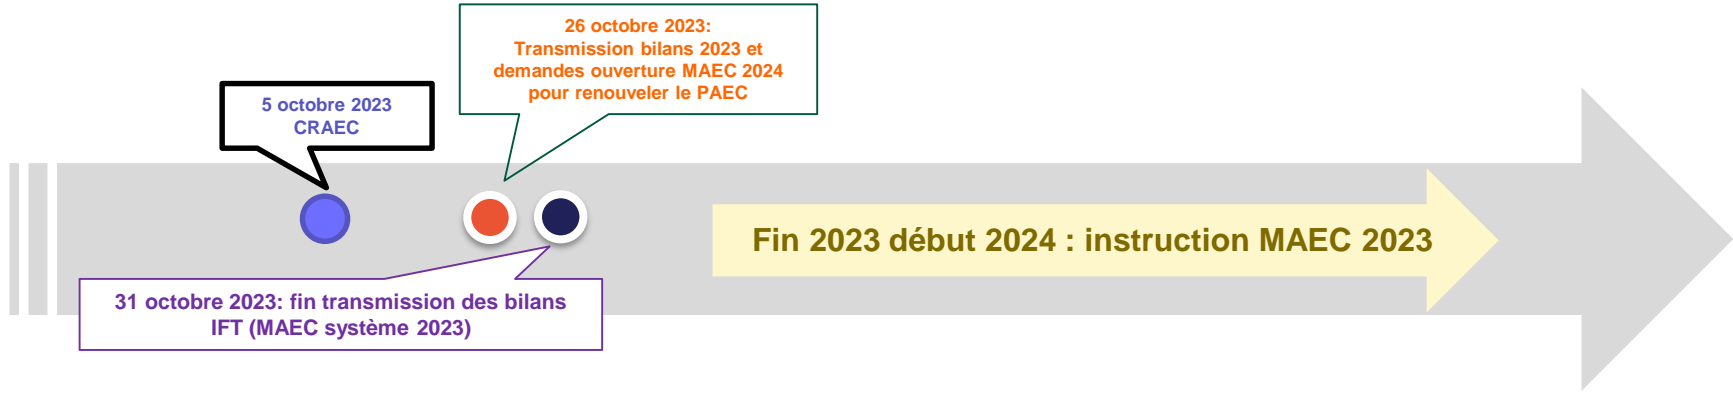 26 octobre 2023:
Transmission bilans 2023 et
demandes ouverture MAEC 2024
pour renouveler le PAEC
5 octobre 2023
CRAEC
Fin 2023 début 2024 : instruction MAEC 2023
31 octobre 2023: fin transmission des bilans
IFT (MAEC système 2023)